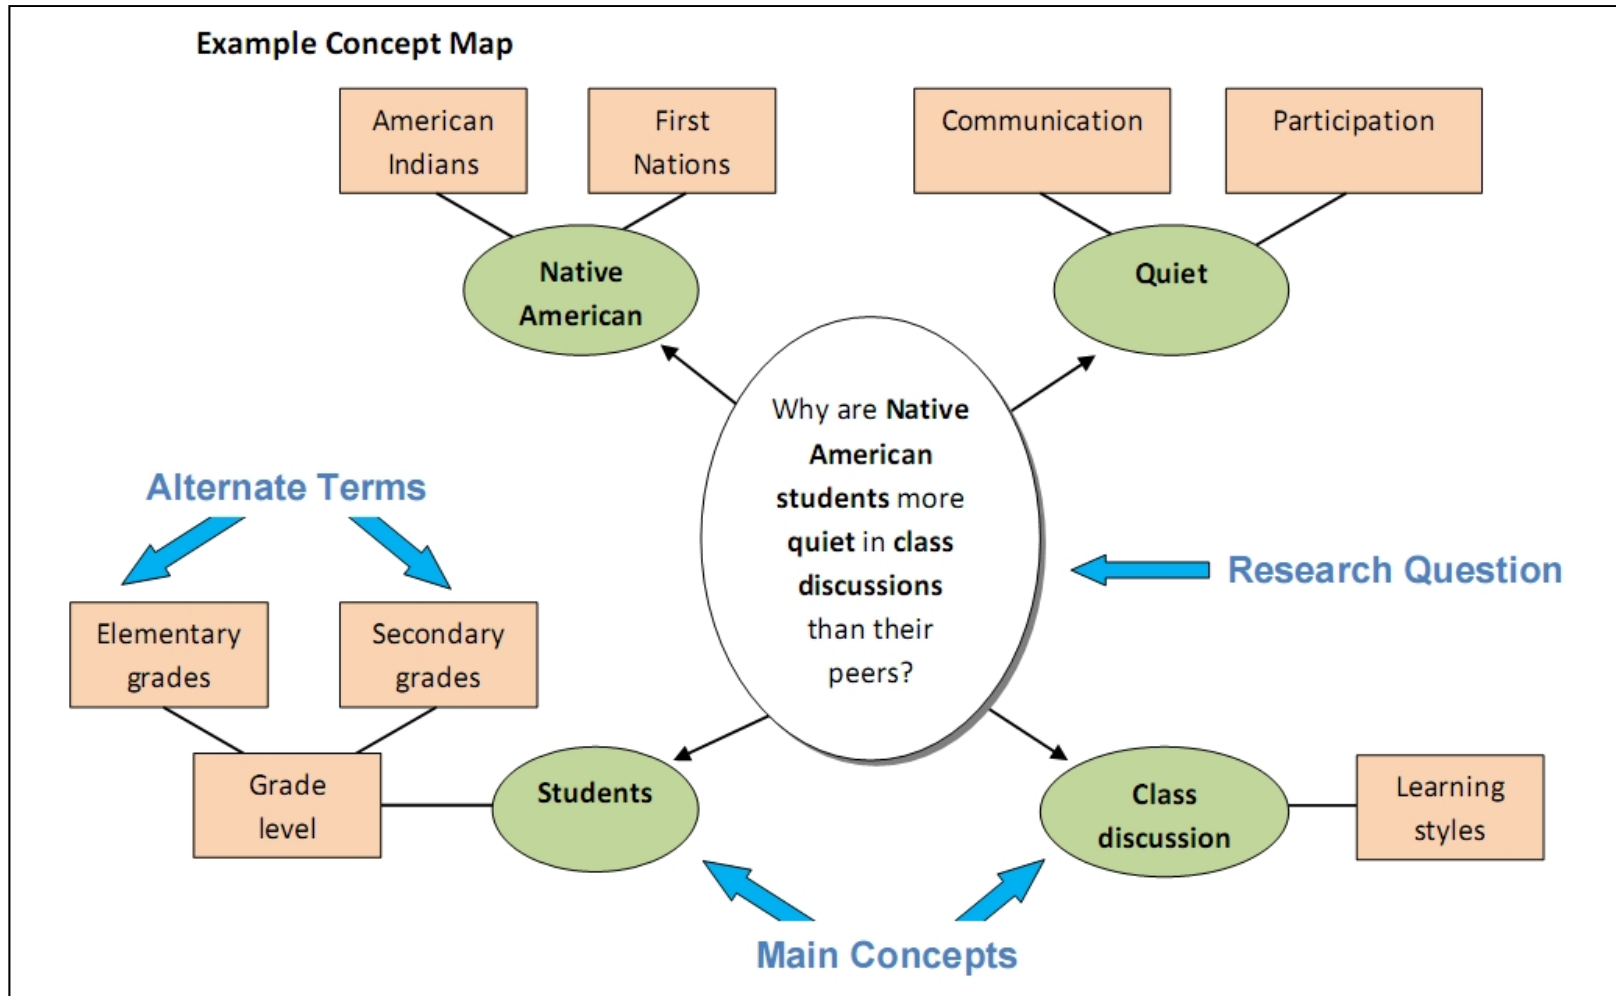 Example Concept Map
American
Indians
First
Nations
Communication
Participation
Native
American
Quiet
Why are Native
American
students more
quiet in class
discussions
than their
peers?
Alternate Terms
Research Question
Elementary
grades
Secondary
grades
Grade
level
Students
Class
discussion
Learning
styles
Main Concepts